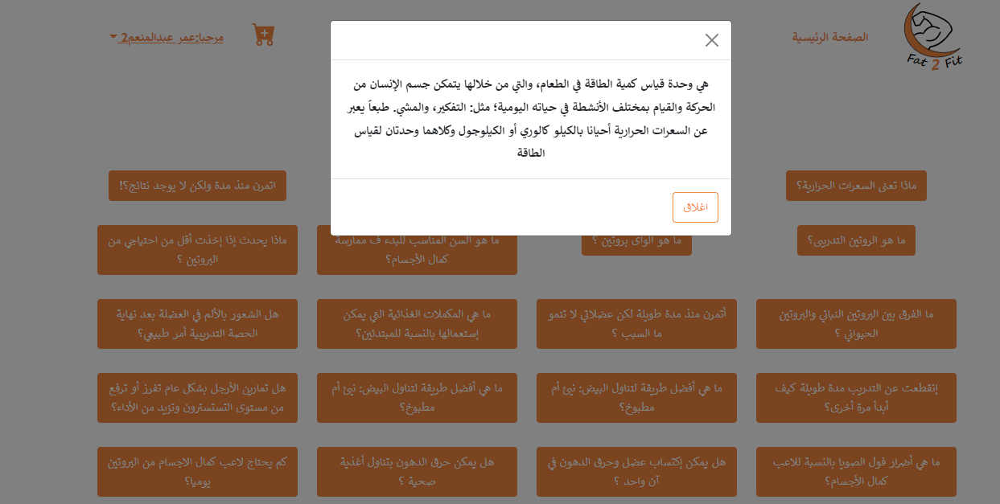 Fat 2 Fit
الصفحة الرئيسية
مرحبا:عمر عبدالمنعم2
هي وحدة قياس كمية الطاقة في الطعام، والتي من خلالها يتمكن جسم الإنسان من
الحركة والقيام بمختلف الأنشطة في حياته اليومية؛ مثل: التفكير، والمشي. طبعاً يعبر
عن السعرات الحرارية أحيانا بالكيلو كالوري أو الكيلوجول وكلاهما وحدتان لقياس
الطاقة
اغلاق
ماذا تعنى السعرات الحرارية؟
اتمرن منذ مدة ولكن لا يوجد نتائج؟!
ما هو الروتين التدريبى؟
ما هو الواى بروتين ؟
ما هو السن المناسب للبدء ف ممارسة
كمال الأجسام؟
ماذا يحدث إذا إخذت أقل من احتياجي من
البروتين ؟
ما الفرق بين البروتين النباتي والبروتين
الحيواني ؟
أتمرن منذ مدة طويلة لكن عضلاتي لا تنمو
ما السبب ؟
ما هي المكملات الغذائية التي يمكن
إستعمالها بالنسبة للمبتدئين؟
هل الشعور بالألم في العضلة بعد نهاية
الحصة التدريبية أمر طبيعي؟
إنقطعت عن التدريب مدة طويلة كيف
أبدأ مرة أخرى؟
ما هي أفضل طريقة لتناول البيض: نيئ أم
مطبوخ؟
ما هي أفضل طريقة لتناول البيض: نيئ أم
مطبوخ؟
هل تمارين الأرجل بشكل عام تفرز أو ترفع
من مستوى التستسترون وتزيد من الأداء؟
ما هي أضرار فول الصويا بالنسبة للاعب
كمال الأجسام؟
هل يمكن إكتساب عضل وحرق الدهون في
آن واحد ؟
هل يمكن حرق الدهون بتناول أغذية
صحية ؟
كم يحتاج لاعب كمال الاجسام من البروتين
يوميا؟